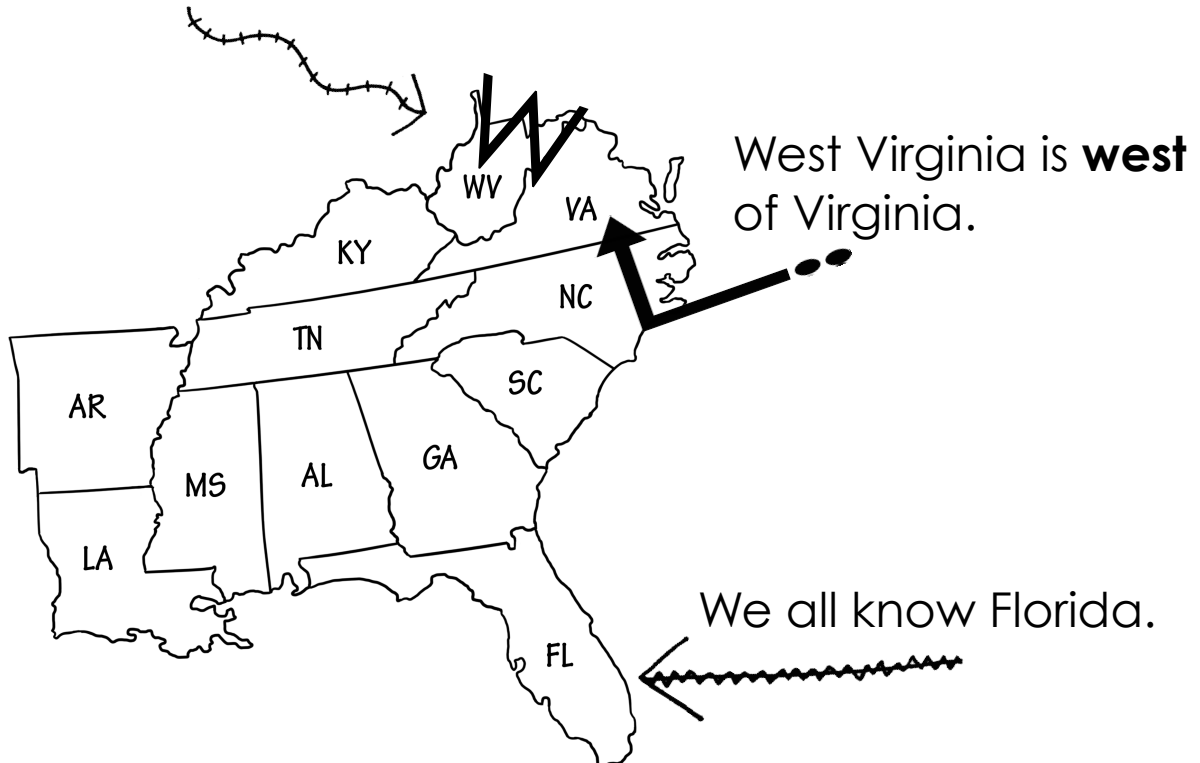 W
West Virginia is west
of Virginia.
WV
VA
KY
NC
TN
SC
AR
GA
MS
AL
LA
We all know Florida.
FL